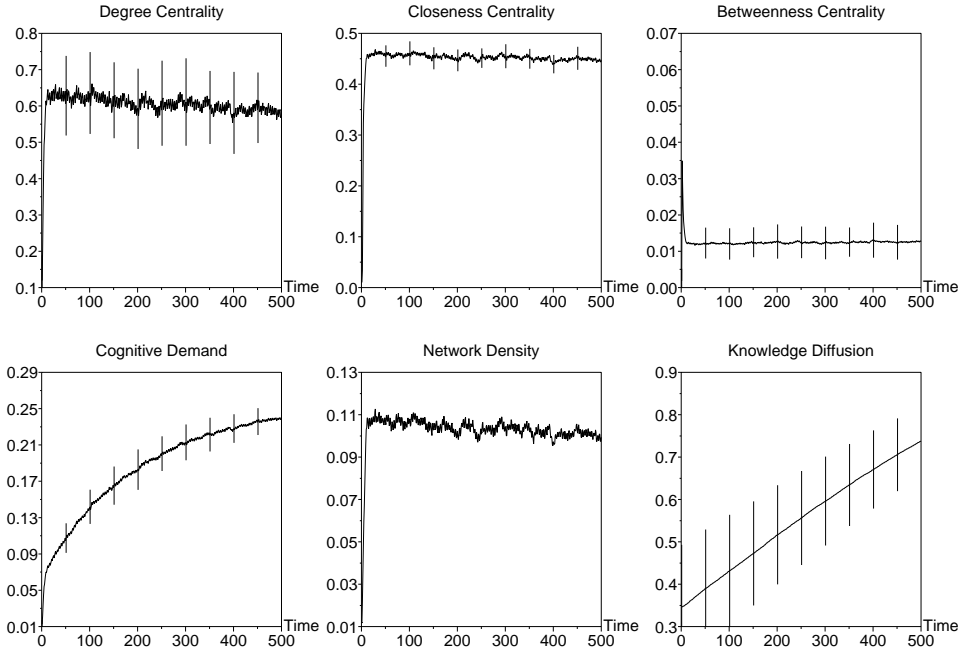 Degree Centrality
0.8
0.7
0.6
0.5
0.4
0.3
0.2
0.1
0 100 200 300 400 500
Time
Closeness Centrality
0.5
0.4
0.3
0.2
0.1
0.0
0 100 200 300 400 500
Time
Betweenness Centrality
0.07
0.06
0.05
0.04
0.03
0.02
0.01
0.00
0 100 200 300 400 500
Time
Cognitive Demand
0.29
0.25
0.21
0.17
0.13
0.09
0.05
0.01
0 100 200 300 400 500
Time
Network Density
0.13
0.11
0.09
0.07
0.05
0.03
0.01
0 100 200 300 400 500
Time
Knowledge Diffusion
0.9
0.8
0.7
0.6
0.5
0.4
0.3
0 100 200 300 400 500
Time